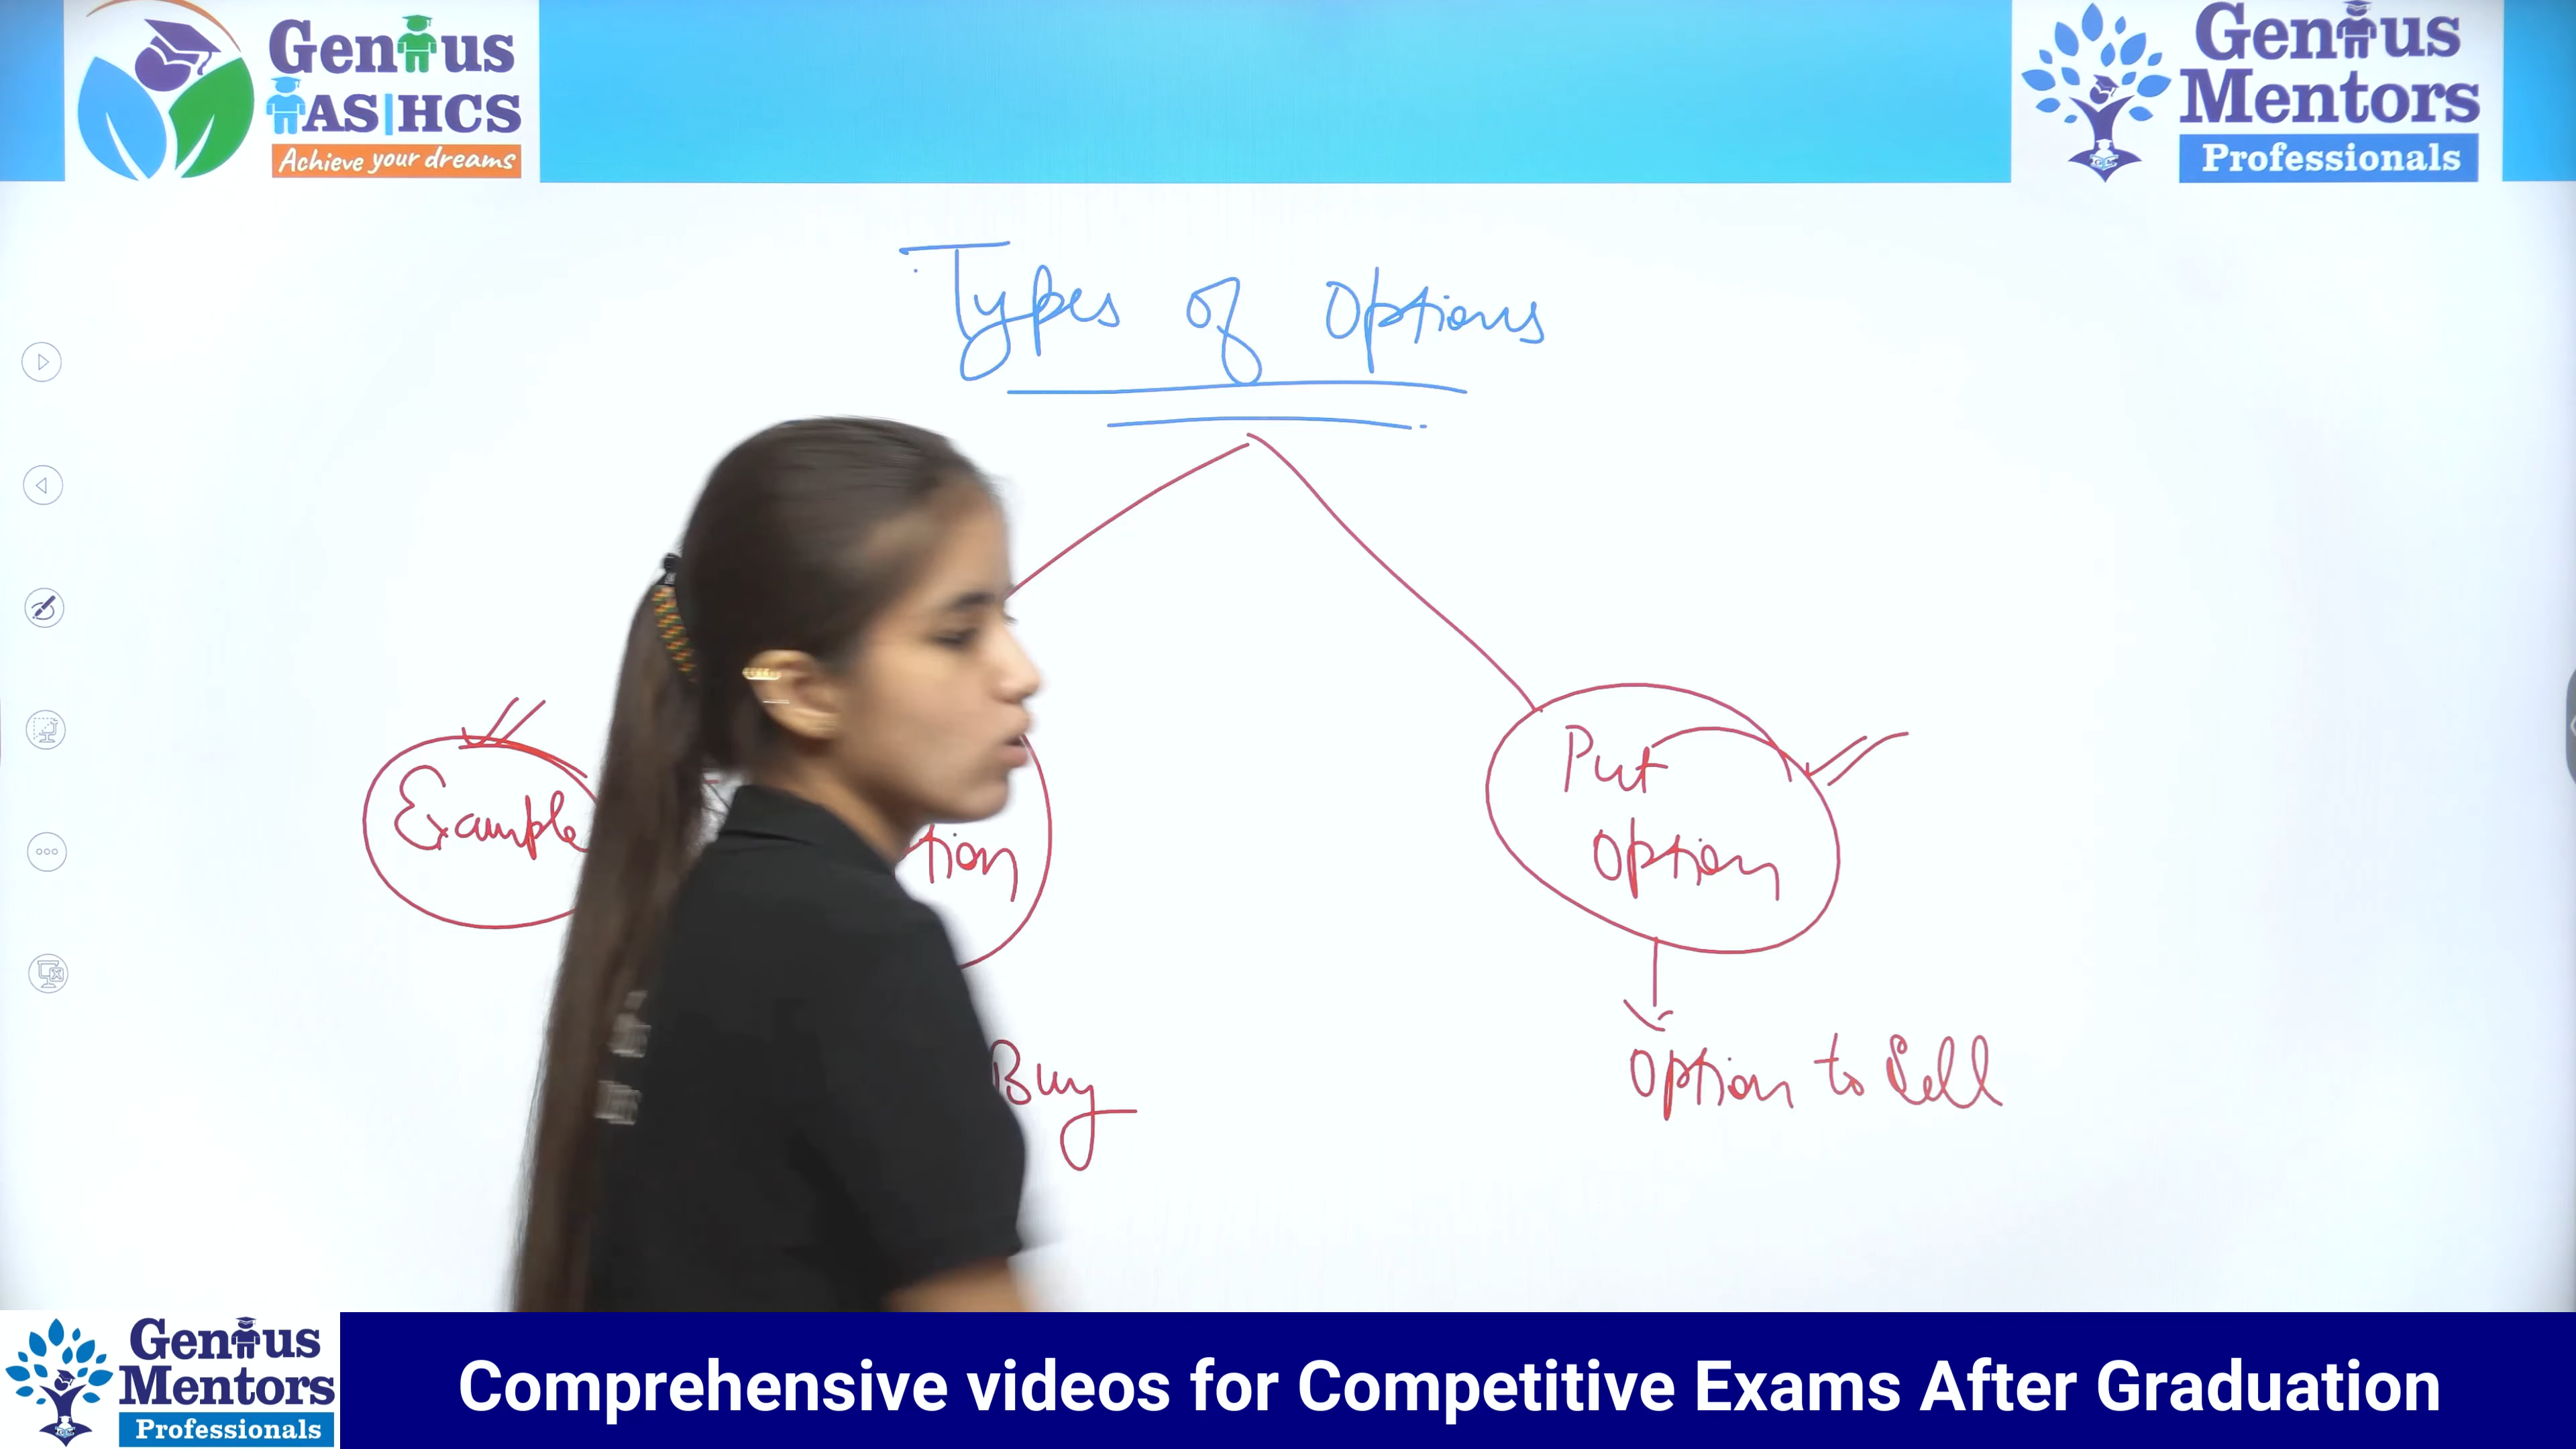 Genius
IAS|HCS
Achieve your dreams
Genius
Mentors
Professionals
Types of Options
Example
tion
Buy
Put
Option
Option to Sell
Genius
Mentors
Professionals
Comprehensive videos for Competitive Exams After Graduation